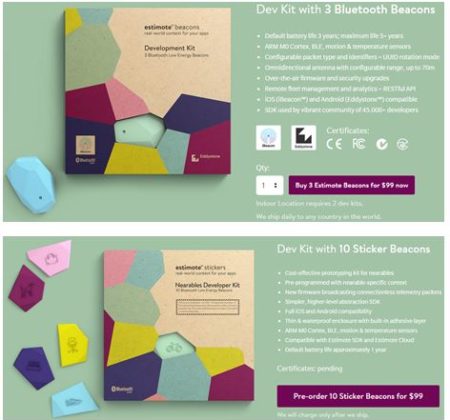 Dev Kit with 3 Bluetooth Beacons
estimote beacons
real world context for your apps
Development Kit
3 Bluetooth Low Energy Beacons
iBeacon
Bluetooth
Eddystone
• Default battery life 3 years; maximum life 5+ years
• ARM M0 Cortex, BLE, motion & temperature sensors
• Configurable packet type and identifiers – UUID rotation mode
• Omnidirectional antenna with configurable range, up to 70m
• Over-the-air firmware and security upgrades
• Remote fleet management and analytics – RESTful API
• iOS (iBeacon™) and Android (Eddystone™) compatible
• SDK used by vibrant community of 45.000+ developers
iBeacon
Eddystone
Certificates:
CE FC
Qty:
1
Buy 3 Estimote Beacons for $99 now
Indoor Location requires 2 dev kits.
We ship daily to any country in the world.
Dev Kit with 10 Sticker Beacons
estimote stickers
real world context for your apps
Nearables Developer Kit
10 Bluetooth Low Energy Beacons
Bluetooth
• Cost-effective prototyping kit for nearables
• Pre-programmed with nearable specific context
• New firmware broadcasting connectionless telemetry packets
• Simpler, higher-level abstraction SDK
• Full iOS and Android compatibility
• Thin & waterproof enclosure with built-in adhesive layer
• ARM M0 Cortex, BLE, motion & temperature sensors
• Compatible with Estimote SDK and Estimote Cloud
• Default battery life approximately 1 year
Certificates: pending
Pre-order 10 Sticker Beacons for $99
We will charge only after we ship.